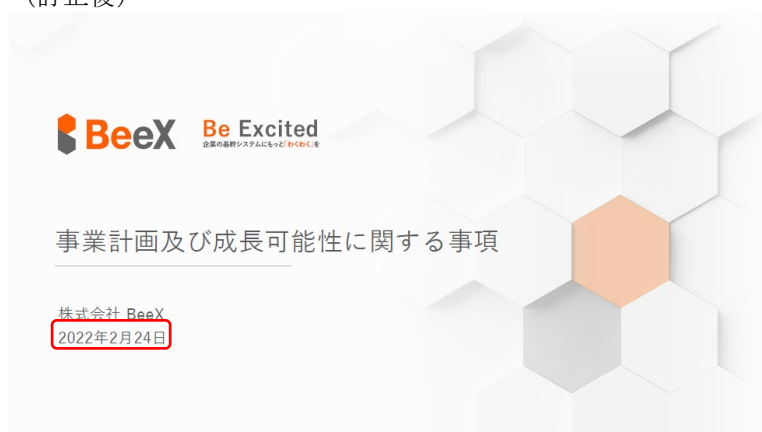 (訂正後)
BeeX Be Excited
企業の基幹システムにもっと「わくわく」を
事業計画及び成長可能性に関する事項
株式会社 BeeX
2022年2月24日